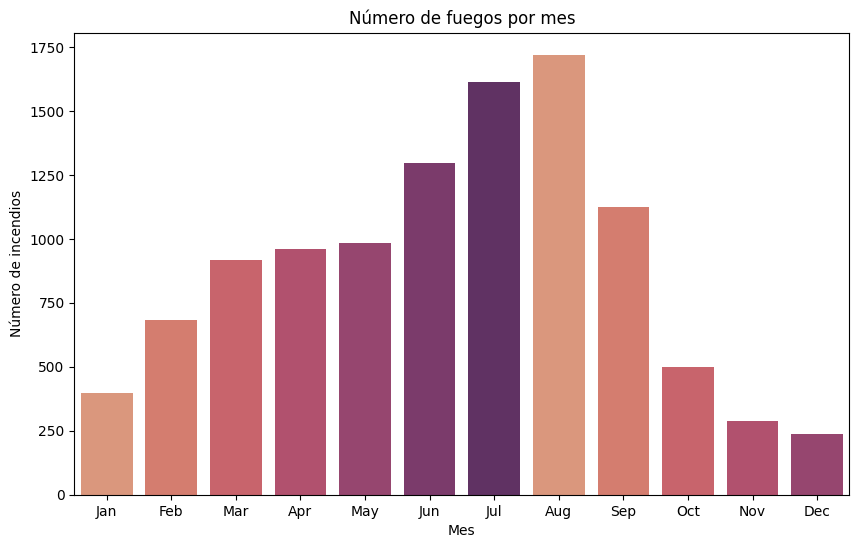 Número de fuegos por mes
Número de incendios
1750
1500
1250
1000
750
500
250
0
Jan Feb Mar Apr May Jun Jul Aug Sep Oct Nov Dec
Mes